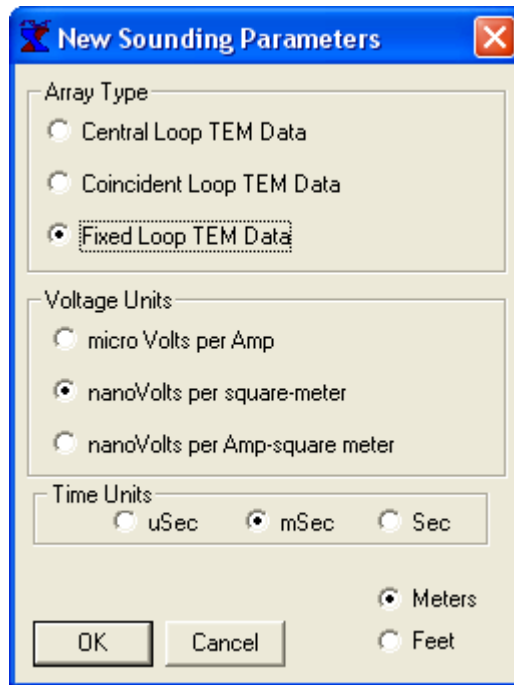 New Sounding Parameters
Array Type
Central Loop TEM Data
Coincident Loop TEM Data
Fixed Loop TEM Data
Voltage Units
micro Volts per Amp
nanoVolts per square-meter
nanoVolts per Amp-square meter
Time Units
uSec mSec Sec
Meters
OK Cancel Feet